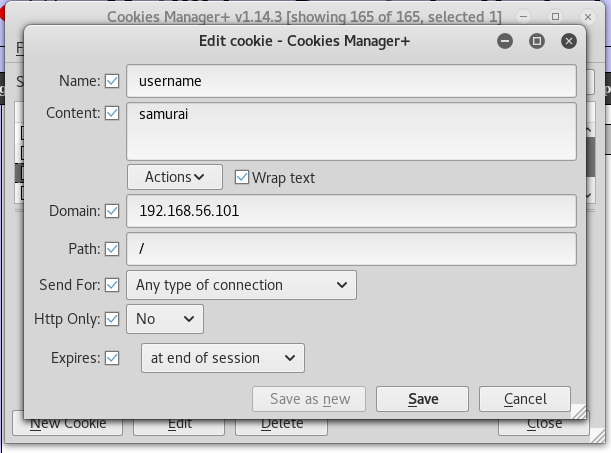 Cookies Manager+ v1.14.3 [showing 165 of 165, selected 1]
Edit cookie - Cookies Manager+
Name: username
Content: samurai
Actions Wrap text
Domain: 192.168.56.101
Path: /
Send For: Any type of connection
Http Only: No
Expires: at end of session
Save as new Save Cancel
New Cookie Edit Delete Close